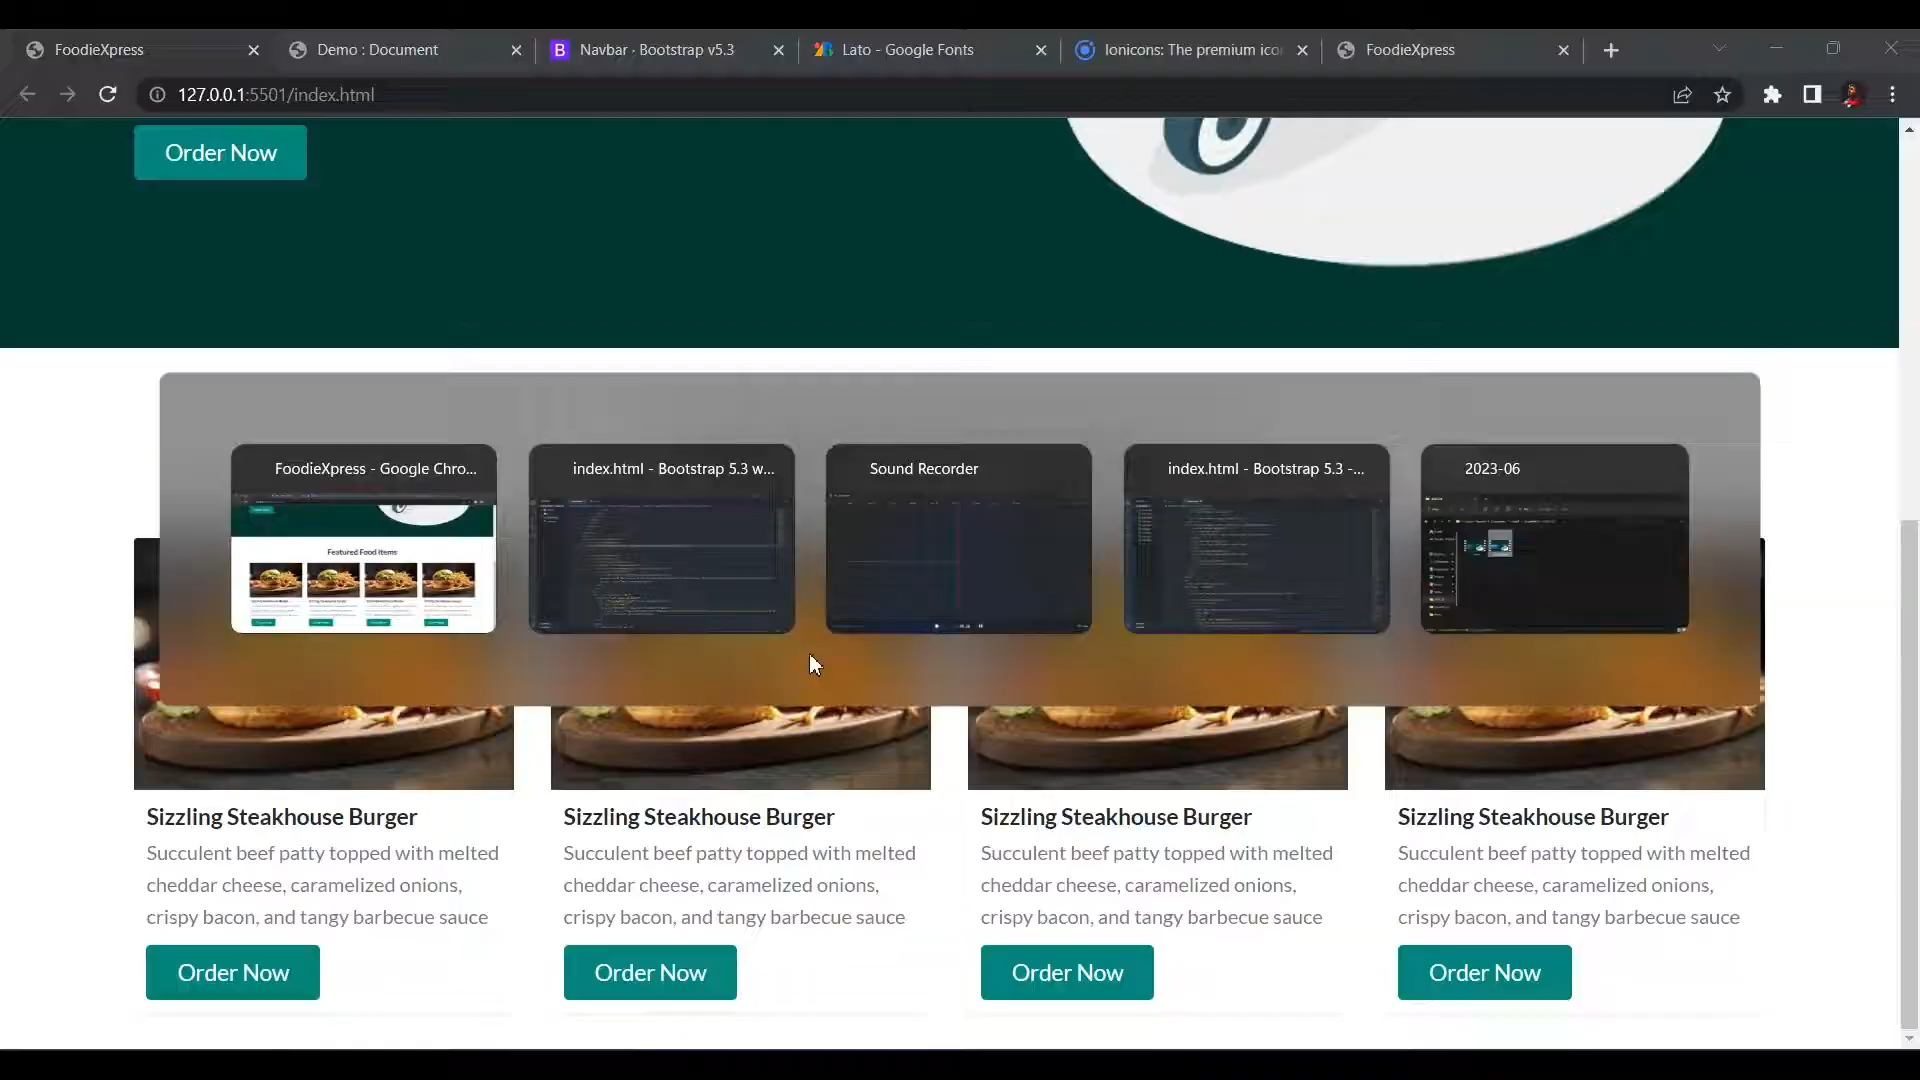 FoodieXpress
Demo : Document
Navbar · Bootstrap v5.3
Lato - Google Fonts
Ionicons: The premium ico
FoodieXpress
127.0.0.1:5501/index.html
Order Now
FoodieXpress - Google Chro...
index.html - Bootstrap 5.3 w...
Sound Recorder
index.html - Bootstrap 5.3 -...
2023-06
Featured Food Items
Sizzling Steakhouse Burger
Succulent beef patty topped with melted
cheddar cheese, caramelized onions,
crispy bacon, and tangy barbecue sauce
Order Now
Sizzling Steakhouse Burger
Succulent beef patty topped with melted
cheddar cheese, caramelized onions,
crispy bacon, and tangy barbecue sauce
Order Now
Sizzling Steakhouse Burger
Succulent beef patty topped with melted
cheddar cheese, caramelized onions,
crispy bacon, and tangy barbecue sauce
Order Now
Sizzling Steakhouse Burger
Succulent beef patty topped with melted
cheddar cheese, caramelized onions,
crispy bacon, and tangy barbecue sauce
Order Now